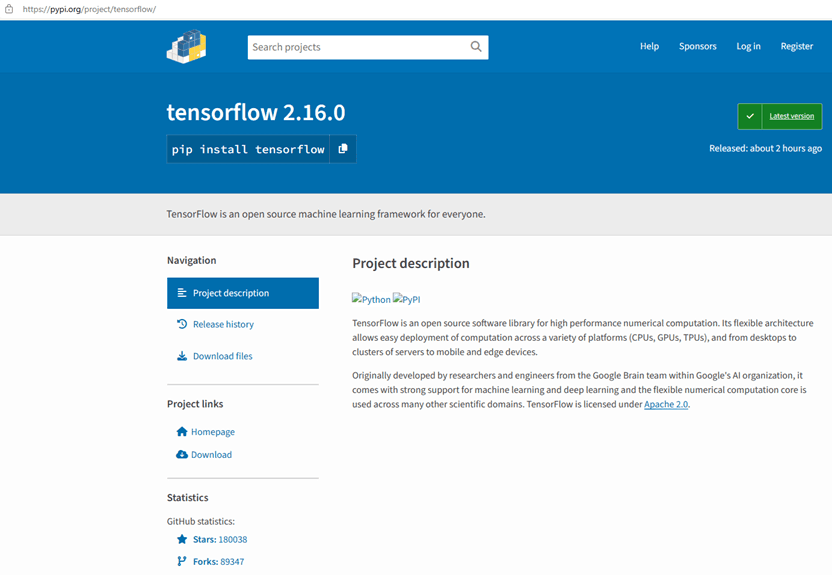 https://pypi.org/project/tensorflow/
Search projects
Help
Sponsors
Log in
Register
tensorflow 2.16.0
pip install tensorflow
Latest version
Released: about 2 hours ago
TensorFlow is an open source machine learning framework for everyone.
Navigation
Project description
Release history
Download files
Project links
Homepage
Download
Statistics
GitHub statistics:
Stars: 180038
Forks: 89347
Project description
Python PyPI
TensorFlow is an open source software library for high performance numerical computation. Its flexible architecture
allows easy deployment of computation across a variety of platforms (CPUs, GPUs, TPUs), and from desktops to
clusters of servers to mobile and edge devices.
Originally developed by researchers and engineers from the Google Brain team within Google's AI organization, it
comes with strong support for machine learning and deep learning and the flexible numerical computation core is
used across many other scientific domains. TensorFlow is licensed under Apache 2.0.